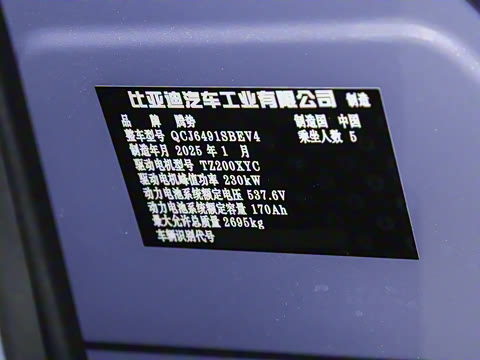 比亚迪汽车工业有限公司 制造
品 牌 腾势 制造国 中国
整车型号 QCJ6491SBEV4 乘坐人数 5
制造年月 2025 年 1 月
驱动电机型号 TZ200XYC
驱动电机峰值功率 230kW
动力电池系统额定电压 537.6V
动力电池系统额定容量 170Ah
最大允许总质量 2695kg
车辆识别代号